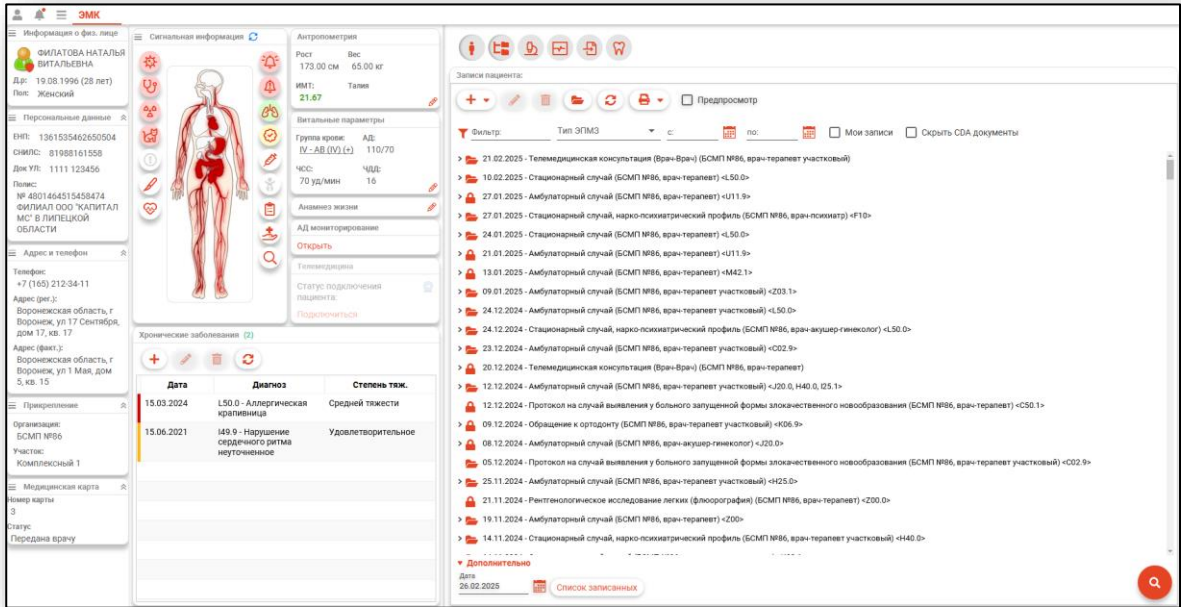 ЭМК
Информация о физ. лице
ФИЛАТОВА НАТАЛЬЯ
ВИТАЛЬЕВНА
Д.р: 19.08.1996 (28 лет)
Пол: Женский
Персональные данные
ЕНП: 1361535462650504
СНИЛС: 81988161558
Док УЛ: 1111 123456
Полис:
№ 4801464515458474
ФИЛИАЛ ООО "КАПИТАЛ
МС" В ЛИПЕЦКОЙ
ОБЛАСТИ
Адрес и телефон
Телефон:
+7 (165) 212-34-11
Адрес (рег.):
Воронежская область, г
Воронеж, ул 17 Сентября,
дом 17, кв. 17
Адрес (факт.):
Воронежская область, г
Воронеж, ул 1 Мая, дом
5, кв. 15
Прикрепление
Организация:
БСМП №86
Участок:
Комплексный 1
Медицинская карта
Номер карты
3
Статус
Передана врачу
Сигнальная информация
Антропометрия
Рост Вес
173.00 см 65.00 кг
ИМТ: Талия
21.67
Витальные параметры
Группа крови: АД:
IV - AB (IV) (+) 110/70
ЧСС: ЧДД:
70 уд/мин 16
Анамнез жизни
АД мониторирование
Открыть
Телемедицина
Статус подключения
пациента:
Подключиться
Хронические заболевания (2)
Дата Диагноз Степень тяж.
15.03.2024 L50.0 - Аллергическая Средней тяжести
крапивница
15.06.2021 I49.9 - Нарушение Удовлетворительное
сердечного ритма
неуточненное
Записи пациента:
Предпросмотр
Фильтр: Тип ЭПМЗ с: по: Мои записи Скрыть CDA документы
> 21.02.2025 - Телемедицинская консультация (Врач-Врач) (БСМП №86, врач-терапевт участковый)
> 10.02.2025 - Стационарный случай (БСМП №86, врач-терапевт) <L50.0>
> 27.01.2025 - Амбулаторный случай (БСМП №86, врач-терапевт) <U11.9>
> 27.01.2025 - Стационарный случай, нарко-психиатрический профиль (БСМП №86, врач-психиатр) <F10>
> 24.01.2025 - Стационарный случай (БСМП №86, врач-терапевт) <L50.0>
> 21.01.2025 - Амбулаторный случай (БСМП №86, врач-терапевт) <U11.9>
> 13.01.2025 - Амбулаторный случай (БСМП №86, врач-терапевт) <M42.1>
> 09.01.2025 - Амбулаторный случай (БСМП №86, врач-терапевт участковый) <Z03.1>
> 24.12.2024 - Амбулаторный случай (БСМП №86, врач-терапевт участковый) <L50.0>
> 24.12.2024 - Стационарный случай, нарко-психиатрический профиль (БСМП №86, врач-акушер-гинеколог) <L50.0>
> 23.12.2024 - Амбулаторный случай (БСМП №86, врач-терапевт участковый) <C02.9>
> 20.12.2024 - Телемедицинская консультация (Врач-Врач) (БСМП №86, врач-терапевт)
> 12.12.2024 - Амбулаторный случай (БСМП №86, врач-терапевт участковый) <J20.0, H40.0, I25.1>
12.12.2024 - Протокол на случай выявления у больного запущенной формы злокачественного новообразования (БСМП №86, врач-терапевт) <C50.1>
> 09.12.2024 - Обращение к ортодонту (БСМП №86, врач-терапевт участковый) <K06.9>
> 08.12.2024 - Амбулаторный случай (БСМП №86, врач-акушер-гинеколог) <J20.0>
05.12.2024 - Протокол на случай выявления у больного запущенной формы злокачественного новообразования (БСМП №86, врач-терапевт участковый) <C02.9>
> 25.11.2024 - Амбулаторный случай (БСМП №86, врач-терапевт участковый) <H25.0>
21.11.2024 - Рентгенологическое исследование легких (флюорография) (БСМП №86, врач-терапевт) <Z00.0>
> 19.11.2024 - Амбулаторный случай (БСМП №86, врач-терапевт) <Z00>
> 14.11.2024 - Стационарный случай, нарко-психиатрический профиль (БСМП №86, врач-терапевт участковый) <H40.0>
Дополнительно
Дата
26.02.2025 Список записанных